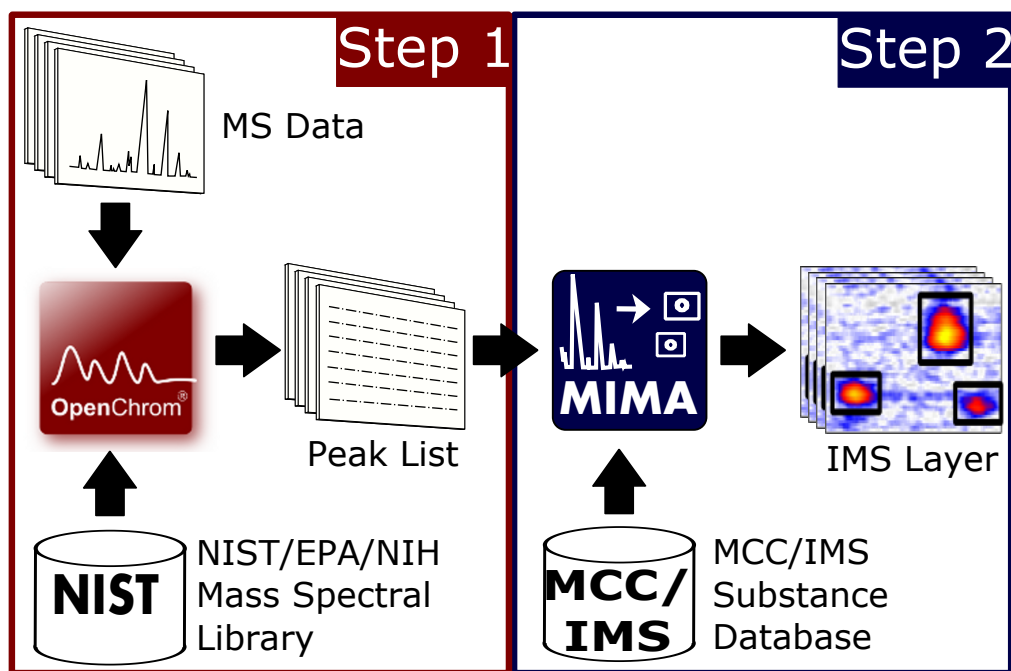 Step 1
MS Data
OpenChrom®
Peak List
NIST
NIST/EPA/NIH
Mass Spectral
Library
Step 2
MIMA
IMS Layer
MCC/
IMS
MCC/IMS
Substance
Database